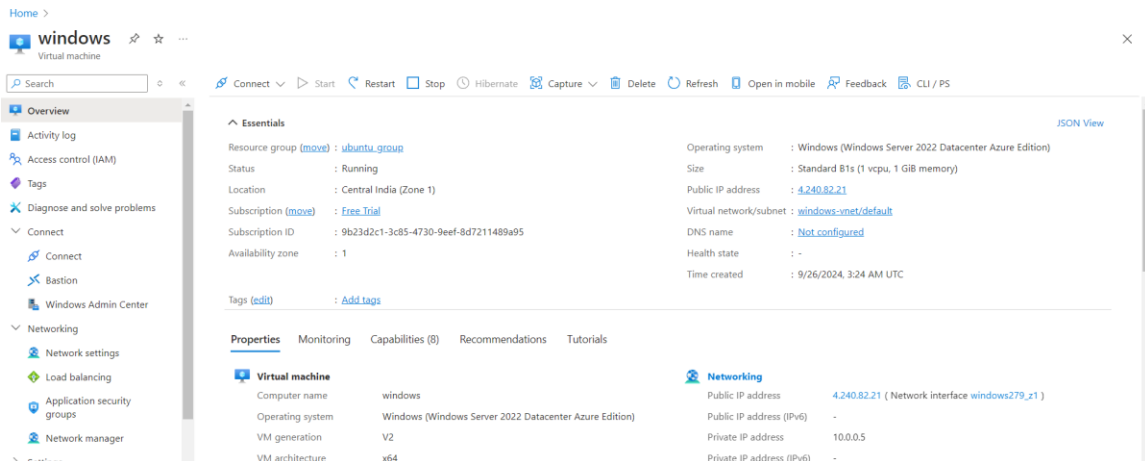 Home >
windows
Virtual machine
Search
Connect Start Restart Stop Hibernate Capture Delete Refresh Open in mobile Feedback CLI / PS
Overview
Activity log
Access control (IAM)
Tags
Diagnose and solve problems
Connect
Connect
Bastion
Windows Admin Center
Networking
Network settings
Load balancing
Application security
groups
Network manager
Essentials
JSON View
Resource group (move) : ubuntu_group
Status : Running
Location : Central India (Zone 1)
Subscription (move) : Free Trial
Subscription ID : 9b23d2c1-3c85-4730-9eef-8d7211489a95
Availability zone : 1
Operating system : Windows (Windows Server 2022 Datacenter Azure Edition)
Size : Standard B1s (1 vcpu, 1 GiB memory)
Public IP address : 4.240.82.21
Virtual network/subnet : windows-vnet/default
DNS name : Not configured
Health state : -
Time created : 9/26/2024, 3:24 AM UTC
Tags (edit) : Add tags
Properties Monitoring Capabilities (8) Recommendations Tutorials
Virtual machine
Computer name windows
Operating system Windows (Windows Server 2022 Datacenter Azure Edition)
VM generation V2
VM architecture x64
Networking
Public IP address 4.240.82.21 ( Network interface windows279_z1 )
Public IP address (IPv6) -
Private IP address 10.0.0.5
Private IP address (IPv6) -